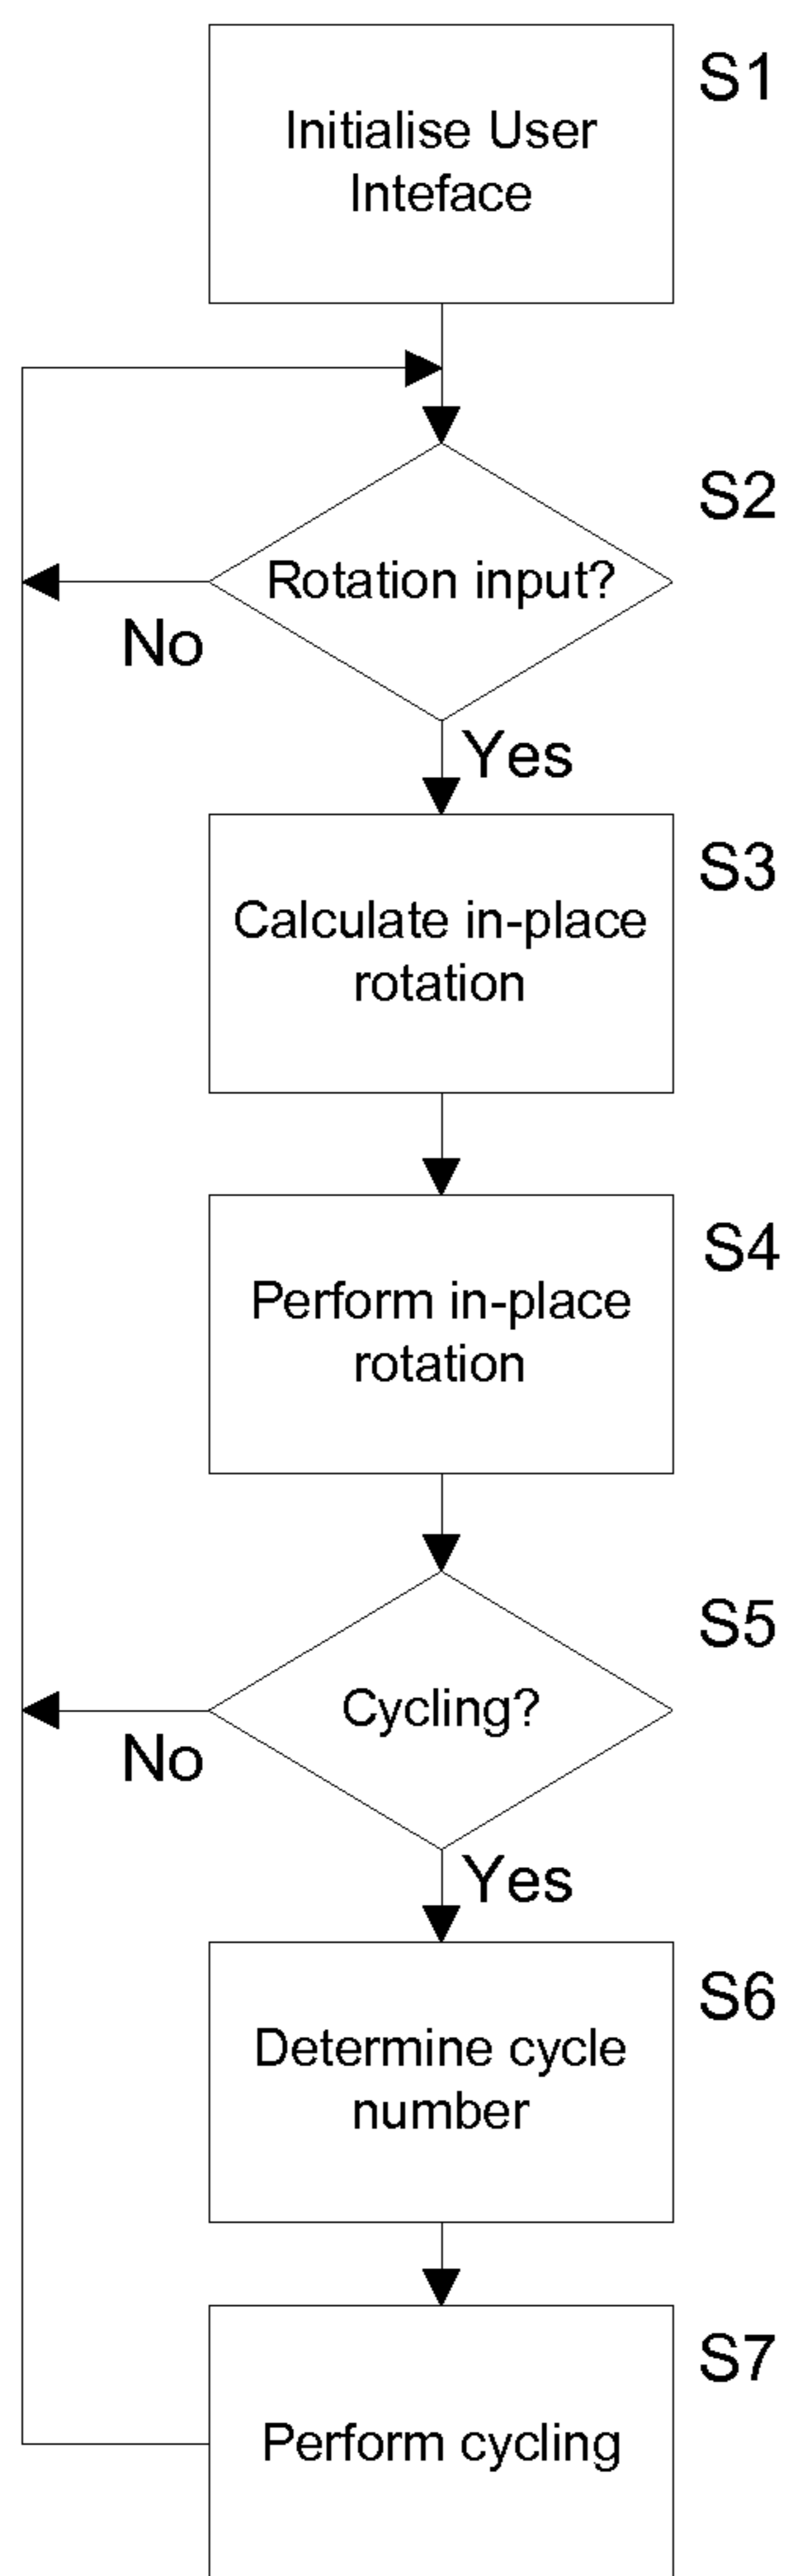 Initialise User
Inteface
S1
Rotation input?
S2
No
Yes
Calculate in-place
rotation
S3
Perform in-place
rotation
S4
Cycling?
S5
No
Yes
Determine cycle
number
S6
Perform cycling
S7